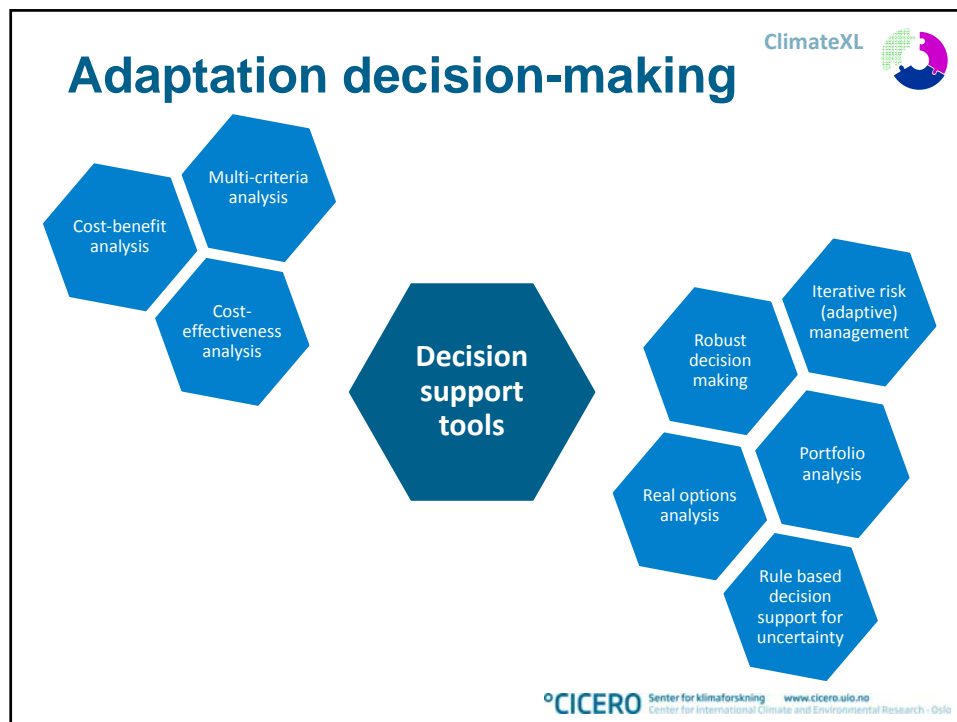 ClimateXL
Adaptation decision-making
Multi-criteria
analysis
Cost-benefit
analysis
Cost-
effectiveness
analysis
Decision
support
tools
Iterative risk
(adaptive)
management
Robust
decision
making
Portfolio
analysis
Real options
analysis
Rule based
decision
support for
uncertainty
°CICERO Senter for klimaforskning www.cicero.uio.no
Center for International Climate and Environmental Research - Oslo